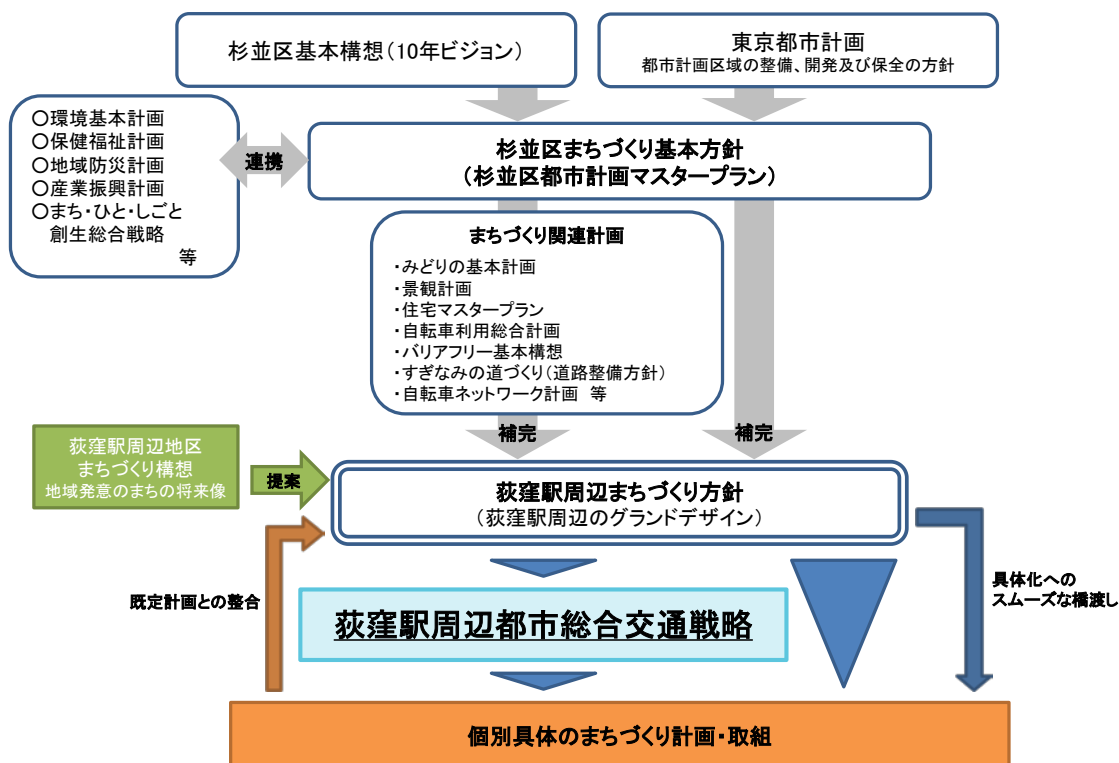 杉並区基本構想(10年ビジョン)
東京都市計画
都市計画区域の整備、開発及び保全の方針
○環境基本計画
○保健福祉計画
○地域防災計画
○産業振興計画
○まち・ひと・しごと
創生総合戦略
等
連携
杉並区まちづくり基本方針
(杉並区都市計画マスタープラン)
まちづくり関連計画
・みどりの基本計画
・景観計画
・住宅マスタープラン
・自転車利用総合計画
・バリアフリー基本構想
・すぎなみの道づくり(道路整備方針)
・自転車ネットワーク計画 等
補完
補完
荻窪駅周辺地区
まちづくり構想
地域発意のまちの将来像
提案
荻窪駅周辺まちづくり方針
(荻窪駅周辺のグランドデザイン)
既定計画との整合
具体化への
スムーズな橋渡し
荻窪駅周辺都市総合交通戦略
個別具体のまちづくり計画・取組